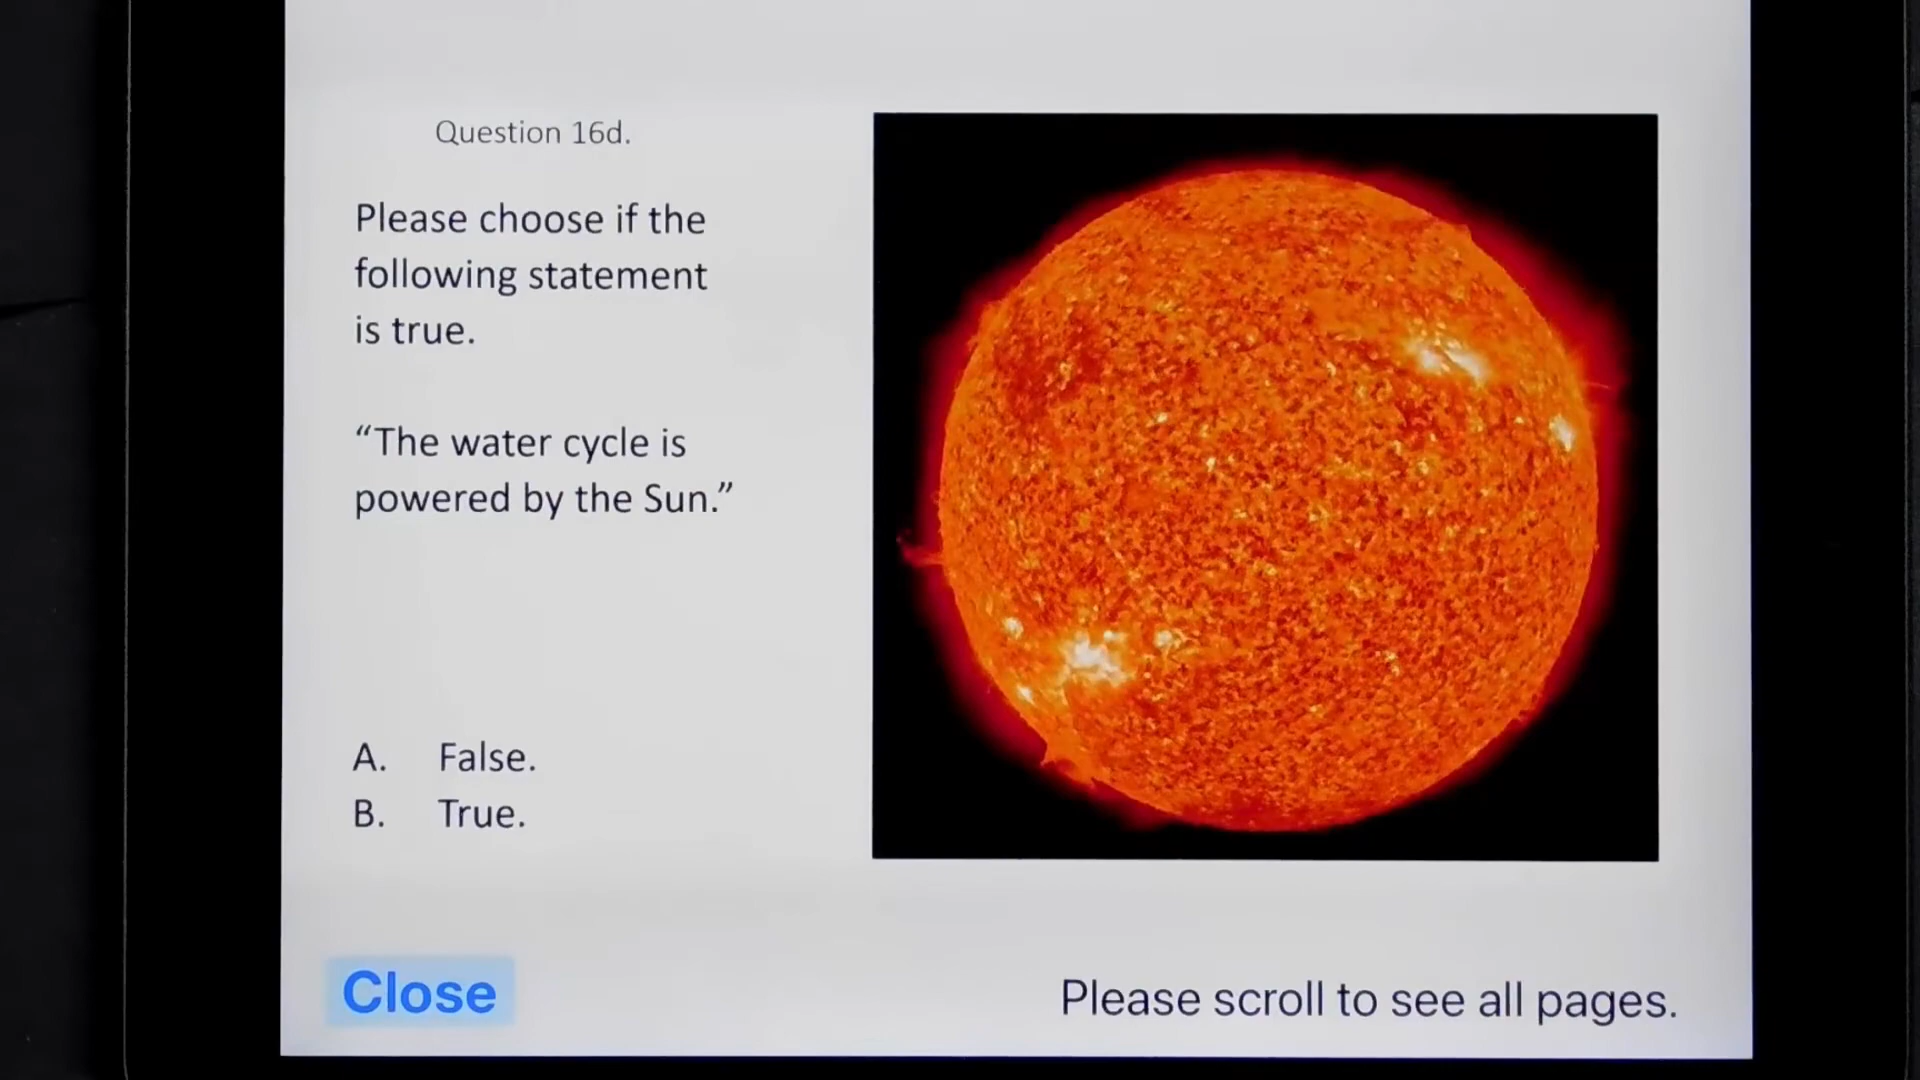 Question 16d.
Please choose if the
following statement
is true.
“The water cycle is
powered by the Sun.”
A. False.
B. True.
Close
Please scroll to see all pages.